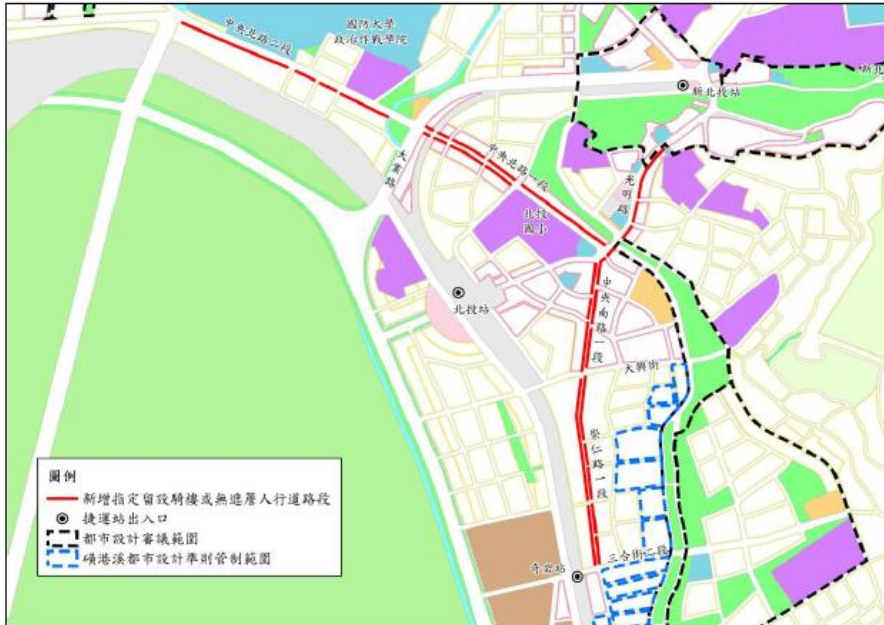 國防大學
政治作戰學院
中央北路二段
新北投站
新北
大業路
中央北路一段
光明路
北投
國小
北投站
中央南路一段
大興街
崇仁路一段
三合街二段
奇岩站
圖例
新增指定留設騎樓或無遮簷人行道路段
捷運站出入口
都市設計審議範圍
磺港溪都市設計準則管制範圍